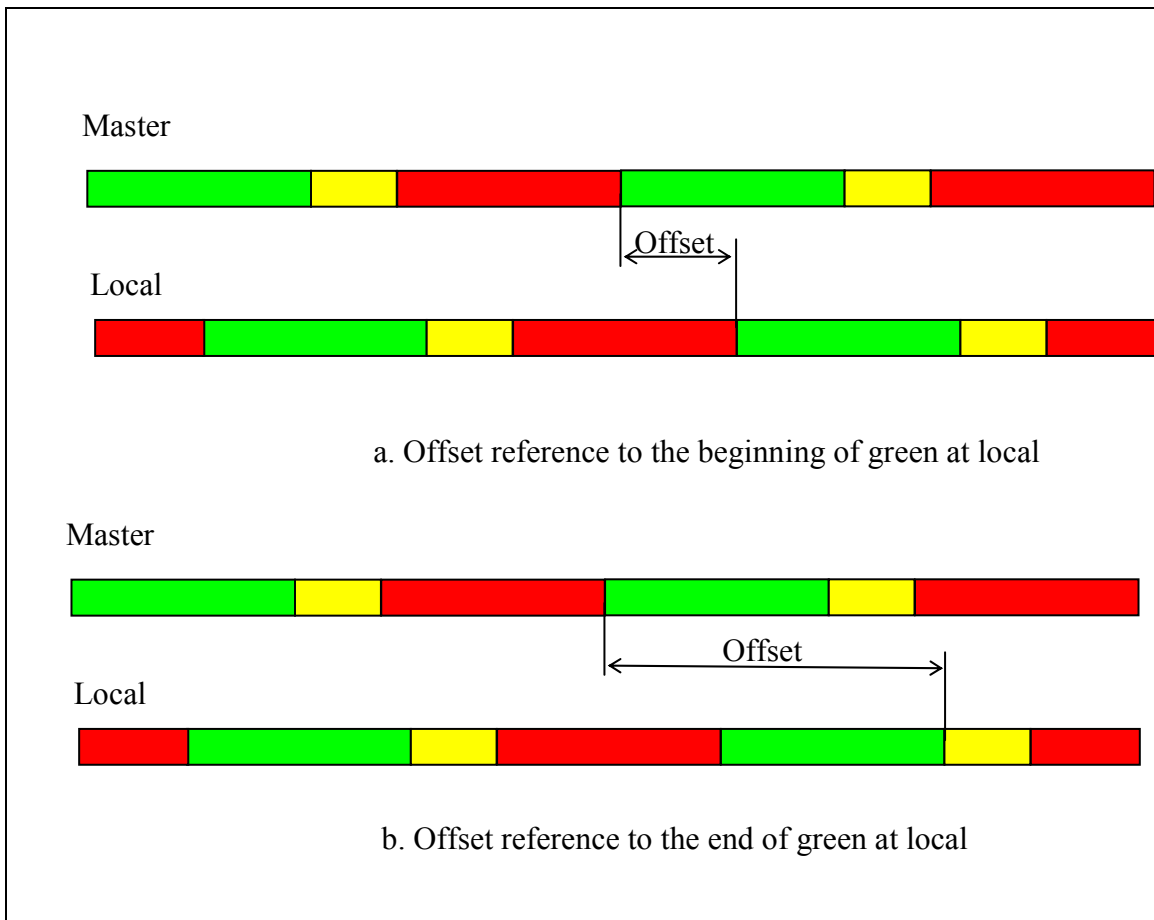 Master
Offset
Local
a. Offset reference to the beginning of green at local
Master
Offset
Local
b. Offset reference to the end of green at local